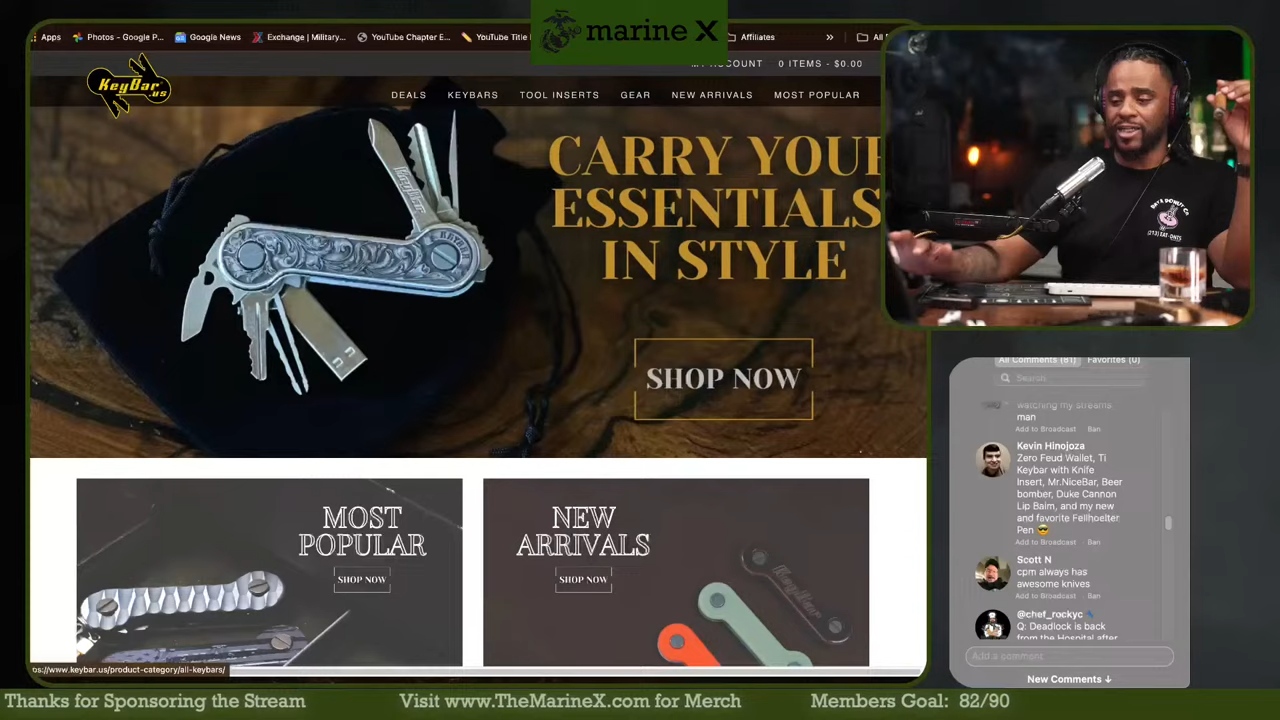 marine X
Apps
Photos - Google P...
Google News
Exchange | Military...
YouTube Chapter E...
YouTube Title
Affiliates
»
All
ACCOUNT
0 ITEMS - $0.00
KeyBar
.us
DEALS
KEYBARS
TOOL INSERTS
GEAR
NEW ARRIVALS
MOST POPULAR
CARRY YOUR
ESSENTIALS
IN STYLE
SHOP NOW
MOST
POPULAR
SHOP NOW
NEW
ARRIVALS
SHOP NOW
KeyBar
ps://www.keybar.us/product-category/all-keybars/
All Comments (61)
Favorites (0)
Search
watching my streams
man
Add to Broadcast · Ban
Kevin Hinojoza
Zero Feud Wallet, Ti
Keybar with Knife
Insert, Mr.NiceBar, Beer
bomber, Duke Cannon
Lip Balm, and my new
and favorite Fellhoelter
Pen 😎
Add to Broadcast · Ban
Scott N
cpm always has
awesome knives
Add to Broadcast · Ban
@chef_rockyc
Q: Deadlock is back
from the Hospital after
Add a comment
New Comments ↓
Thanks for Sponsoring the Stream
Visit www.TheMarineX.com for Merch
Members Goal: 82/90